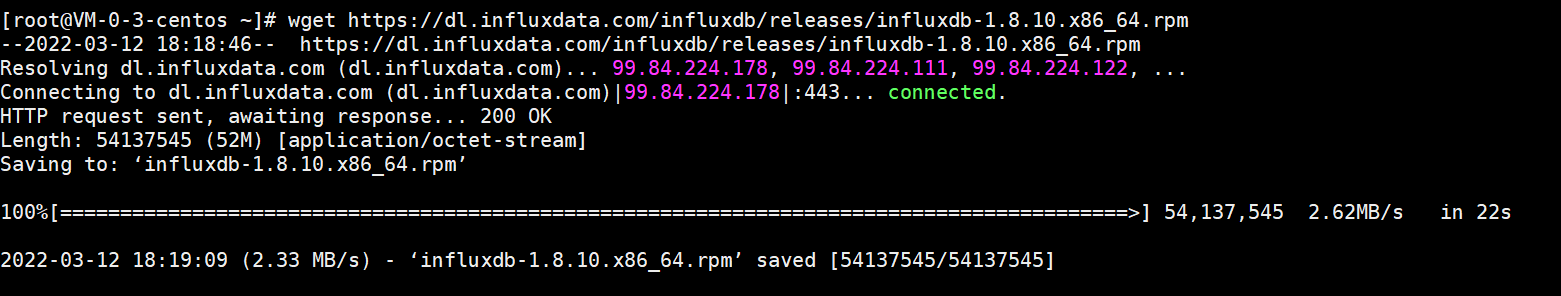 [root@VM-0-3-centos ~]# wget https://dl.influxdata.com/influxdb/releases/influxdb-1.8.10.x86_64.rpm
--2022-03-12 18:18:46--  https://dl.influxdata.com/influxdb/releases/influxdb-1.8.10.x86_64.rpm
Resolving dl.influxdata.com (dl.influxdata.com)... 99.84.224.178, 99.84.224.111, 99.84.224.122, ...
Connecting to dl.influxdata.com (dl.influxdata.com)|99.84.224.178|:443... connected.
HTTP request sent, awaiting response... 200 OK
Length: 54137545 (52M) [application/octet-stream]
Saving to: ‘influxdb-1.8.10.x86_64.rpm’
100%[=========================================================================================>] 54,137,545  2.62MB/s   in 22s
2022-03-12 18:19:09 (2.33 MB/s) - ‘influxdb-1.8.10.x86_64.rpm’ saved [54137545/54137545]